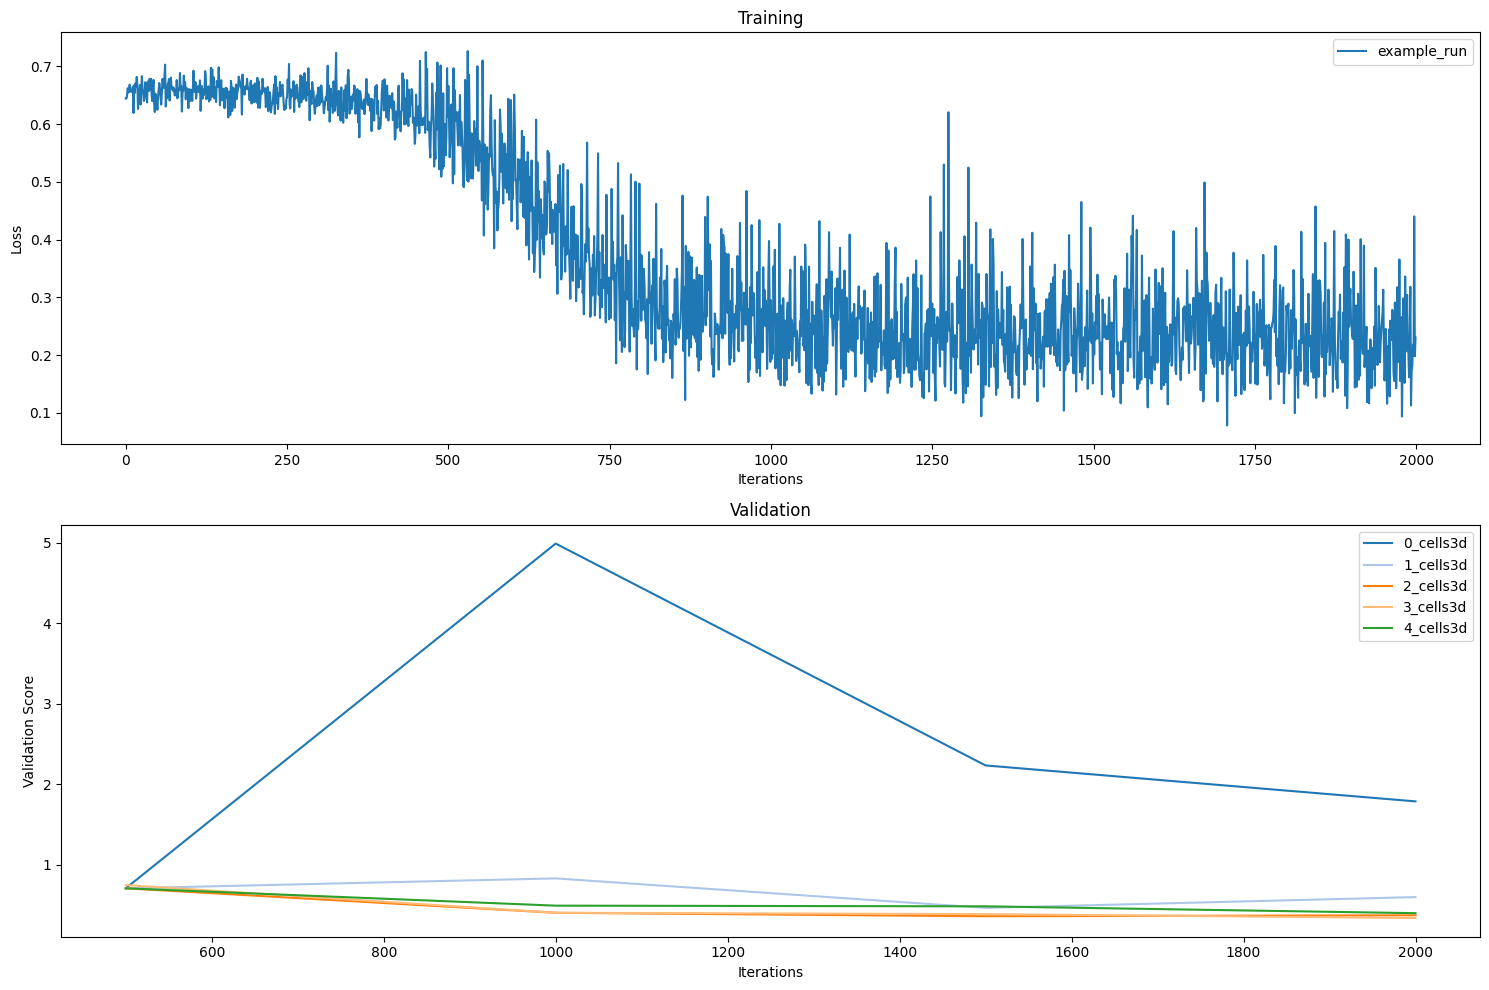 Training
example_run
0.7
0.6
0.5
0.4
0.3
0.2
0.1
Loss
0 250 500 750 1000 1250 1500 1750 2000
Iterations
Validation
0_cells3d
1_cells3d
2_cells3d
3_cells3d
4_cells3d
5
4
3
2
1
Validation Score
600 800 1000 1200 1400 1600 1800 2000
Iterations